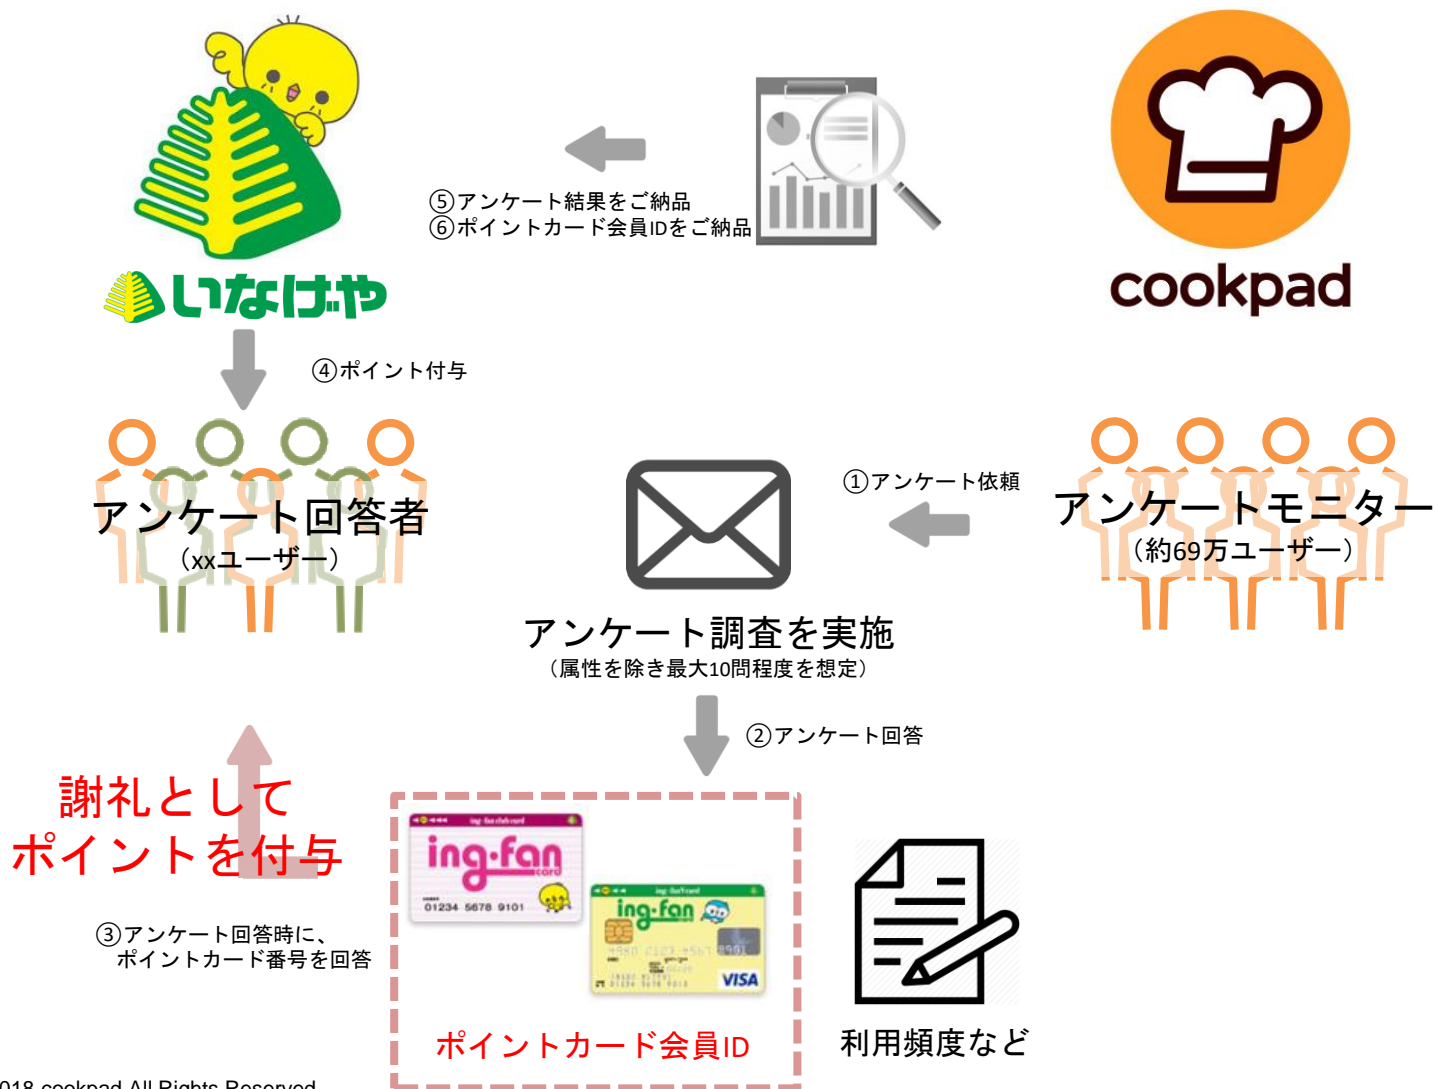 ⑤アンケート結果をご納品
⑥ポイントカード会員IDをご納品
いなげや
cookpad
④ポイント付与
アンケート回答者
（xxユーザー）
①アンケート依頼
アンケートモニター
（約69万ユーザー）
アンケート調査を実施
（属性を除き最大10問程度を想定）
②アンケート回答
謝礼として
ポイントを付与
③アンケート回答時に、
ポイントカード番号を回答
ing・fan club card
ing・fan
card
01234 5678 9101
ing・fan
VISA
ポイントカード会員ID
利用頻度など
018 cookpad All Rights Reserved